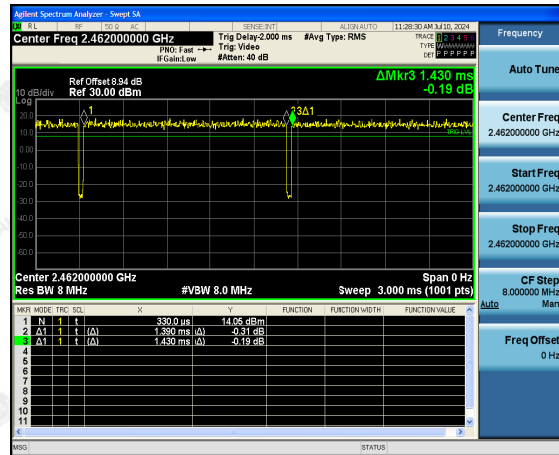 Agilent Spectrum Analyzer - Swept SA
RL RF 50 Ω AC SENSE:INT ALIGN AUTO 11:28:30 AM Jul 10, 2024
Center Freq 2.462000000 GHz
PNO: Fast
IFGain:Low
Trig Delay-2.000 ms
Trig: Video
#Atten: 40 dB
#Avg Type: RMS
TRACE 1 2 3 4 5 6
TYPE WWWWWW
DET P P P P P P
ΔMkr3 1.430 ms
-0.19 dB
Ref Offset 8.94 dB
10 dB/div Ref 30.00 dBm
Log
20.0
10.0
0.00
-10.0
-20.0
-30.0
-40.0
-50.0
-60.0
1
2 3Δ1
TRIG LVL
Center 2.462000000 GHz Span 0 Hz
Res BW 8 MHz #VBW 8.0 MHz Sweep 3.000 ms (1001 pts)
MKR MODE TRC SCL X Y FUNCTION FUNCTION WIDTH FUNCTION VALUE
1 N 1 t 330.0 us 14.05 dBm
2 Δ1 1 t (Δ) 1.390 ms (Δ) -0.31 dB
3 Δ1 1 t (Δ) 1.430 ms (Δ) -0.19 dB
4
5
6
7
8
9
10
11
MSG STATUS
Frequency
Auto Tune
Center Freq
2.462000000 GHz
Start Freq
2.462000000 GHz
Stop Freq
2.462000000 GHz
CF Step
8.000000 MHz
Auto Man
Freq Offset
0 Hz